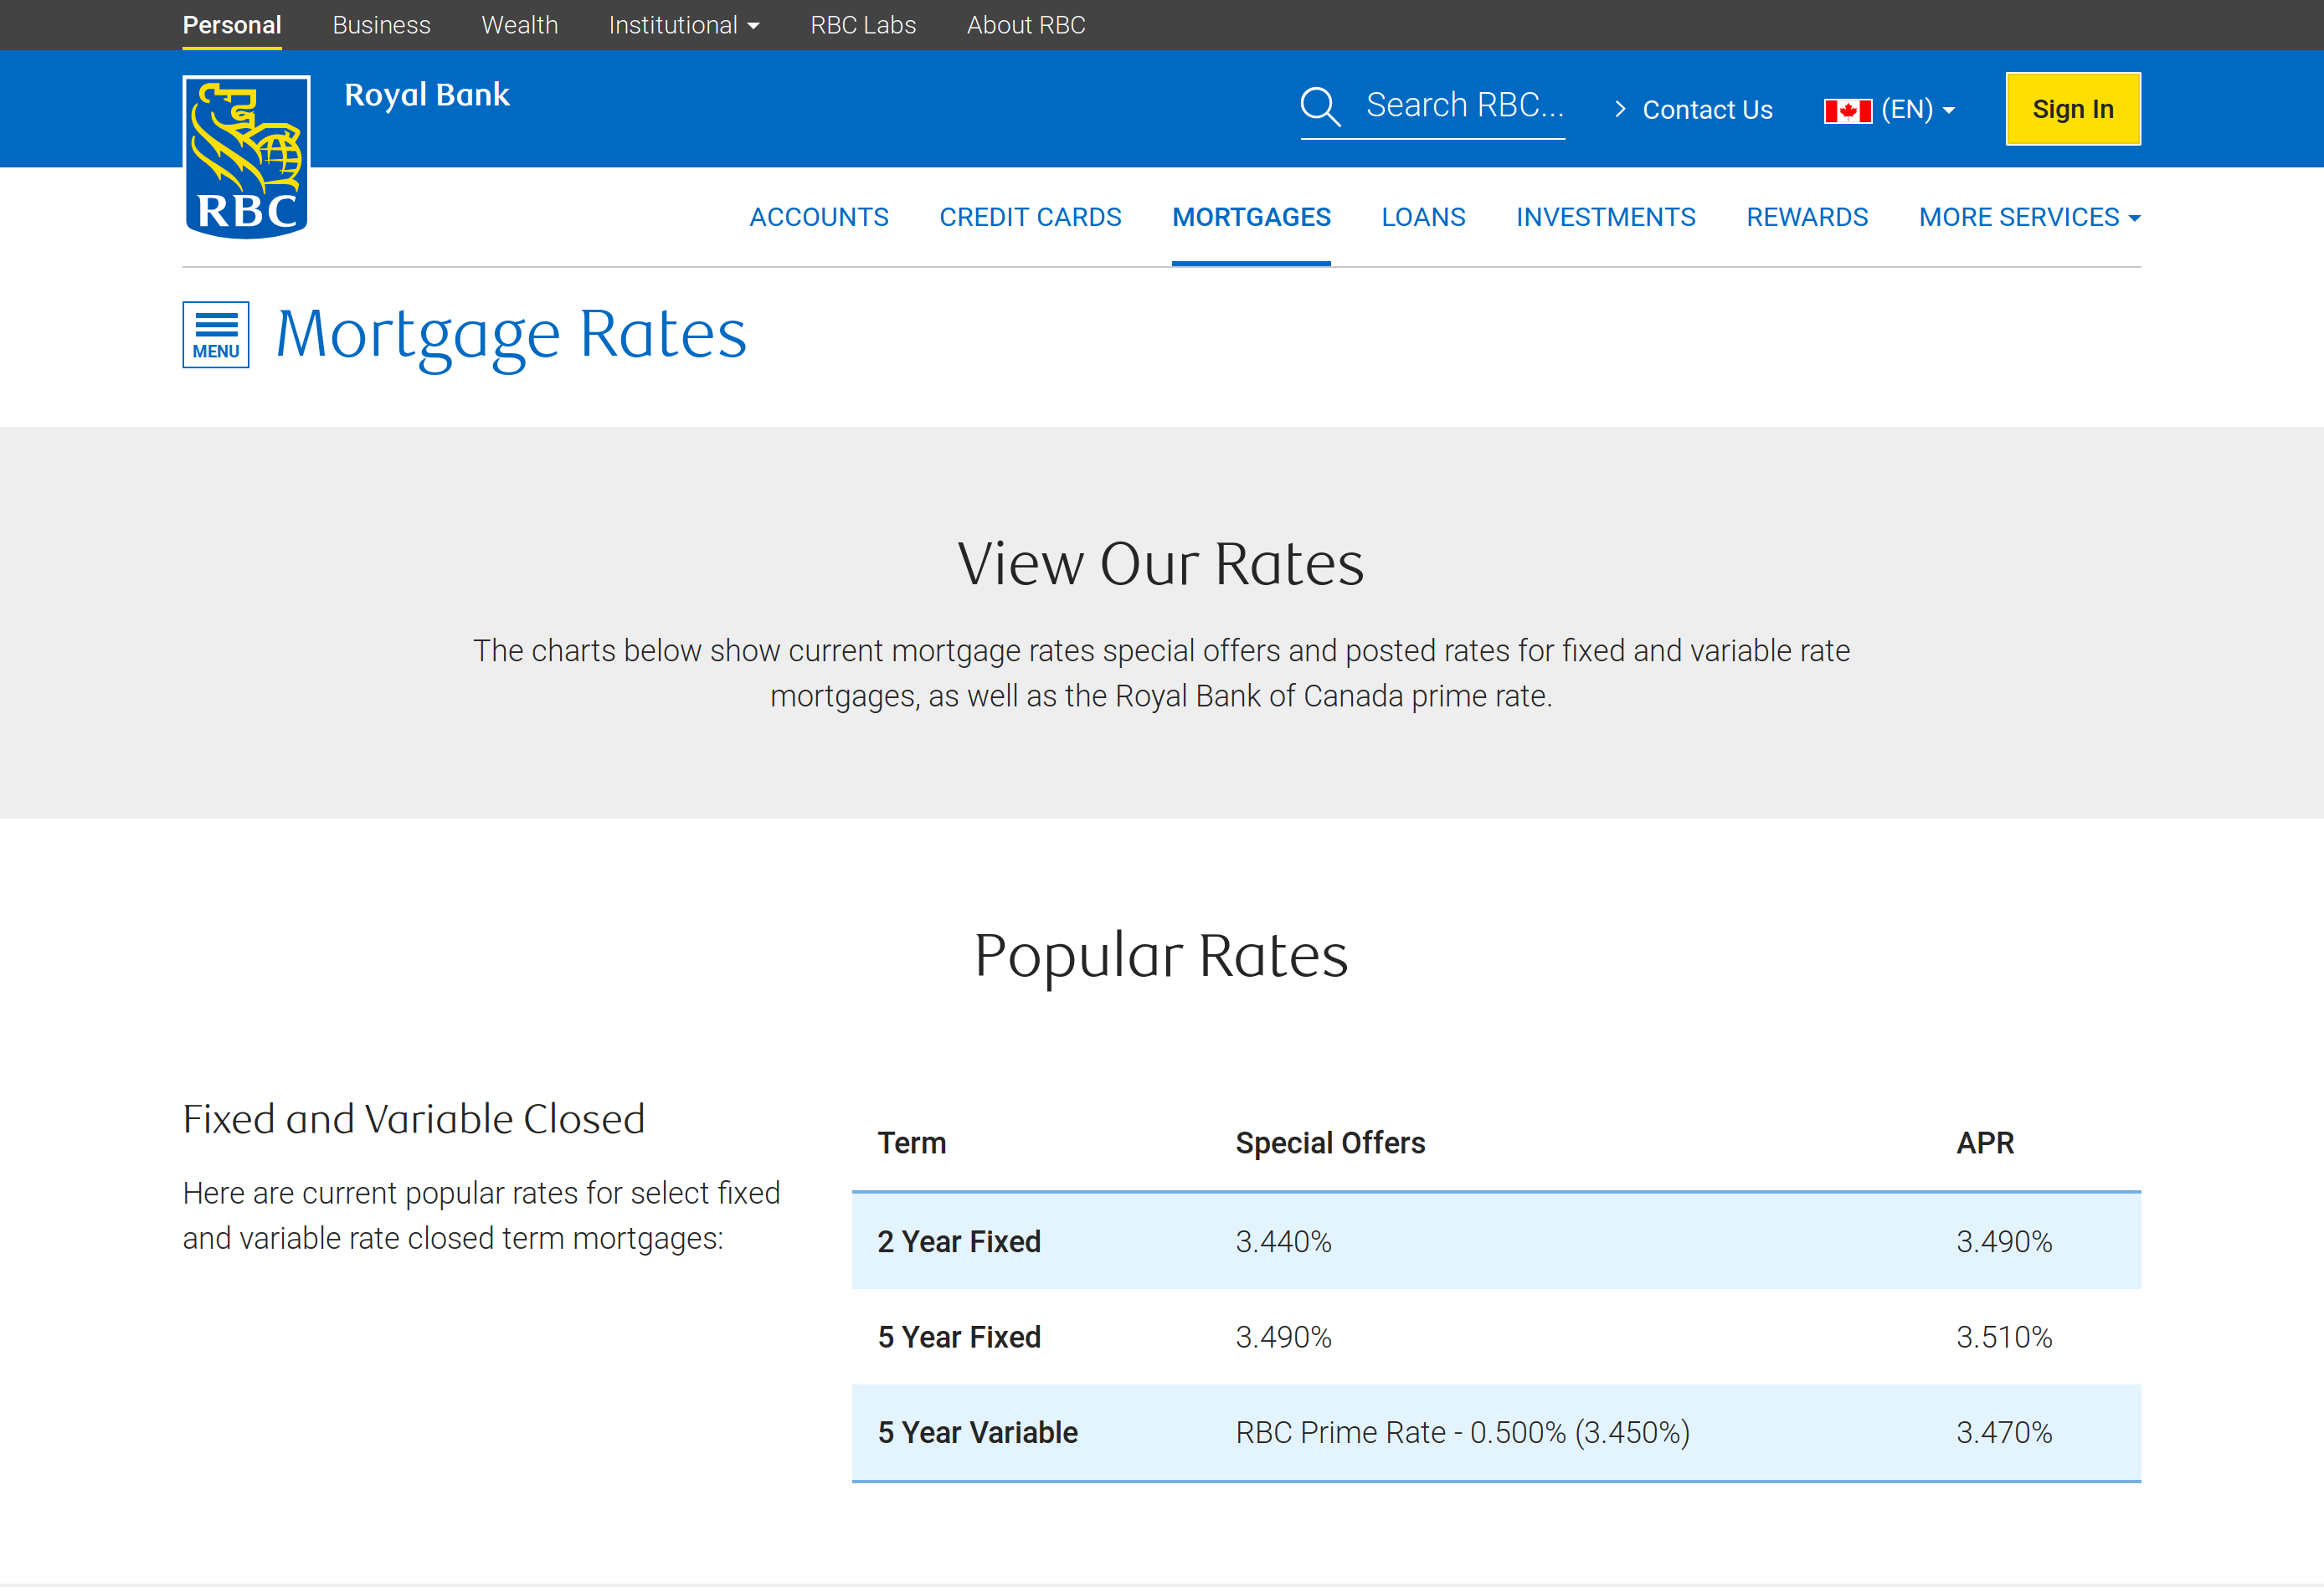 Personal Business Wealth Institutional RBC Labs About RBC
RBC
Royal Bank
Search RBC...
Contact Us
(EN)
Sign In
ACCOUNTS CREDIT CARDS MORTGAGES LOANS INVESTMENTS REWARDS MORE SERVICES
MENU
Mortgage Rates
View Our Rates
The charts below show current mortgage rates special offers and posted rates for fixed and variable rate
mortgages, as well as the Royal Bank of Canada prime rate.
Popular Rates
Fixed and Variable Closed
Here are current popular rates for select fixed
and variable rate closed term mortgages:
Term Special Offers APR
2 Year Fixed 3.440% 3.490%
5 Year Fixed 3.490% 3.510%
5 Year Variable RBC Prime Rate - 0.500% (3.450%) 3.470%